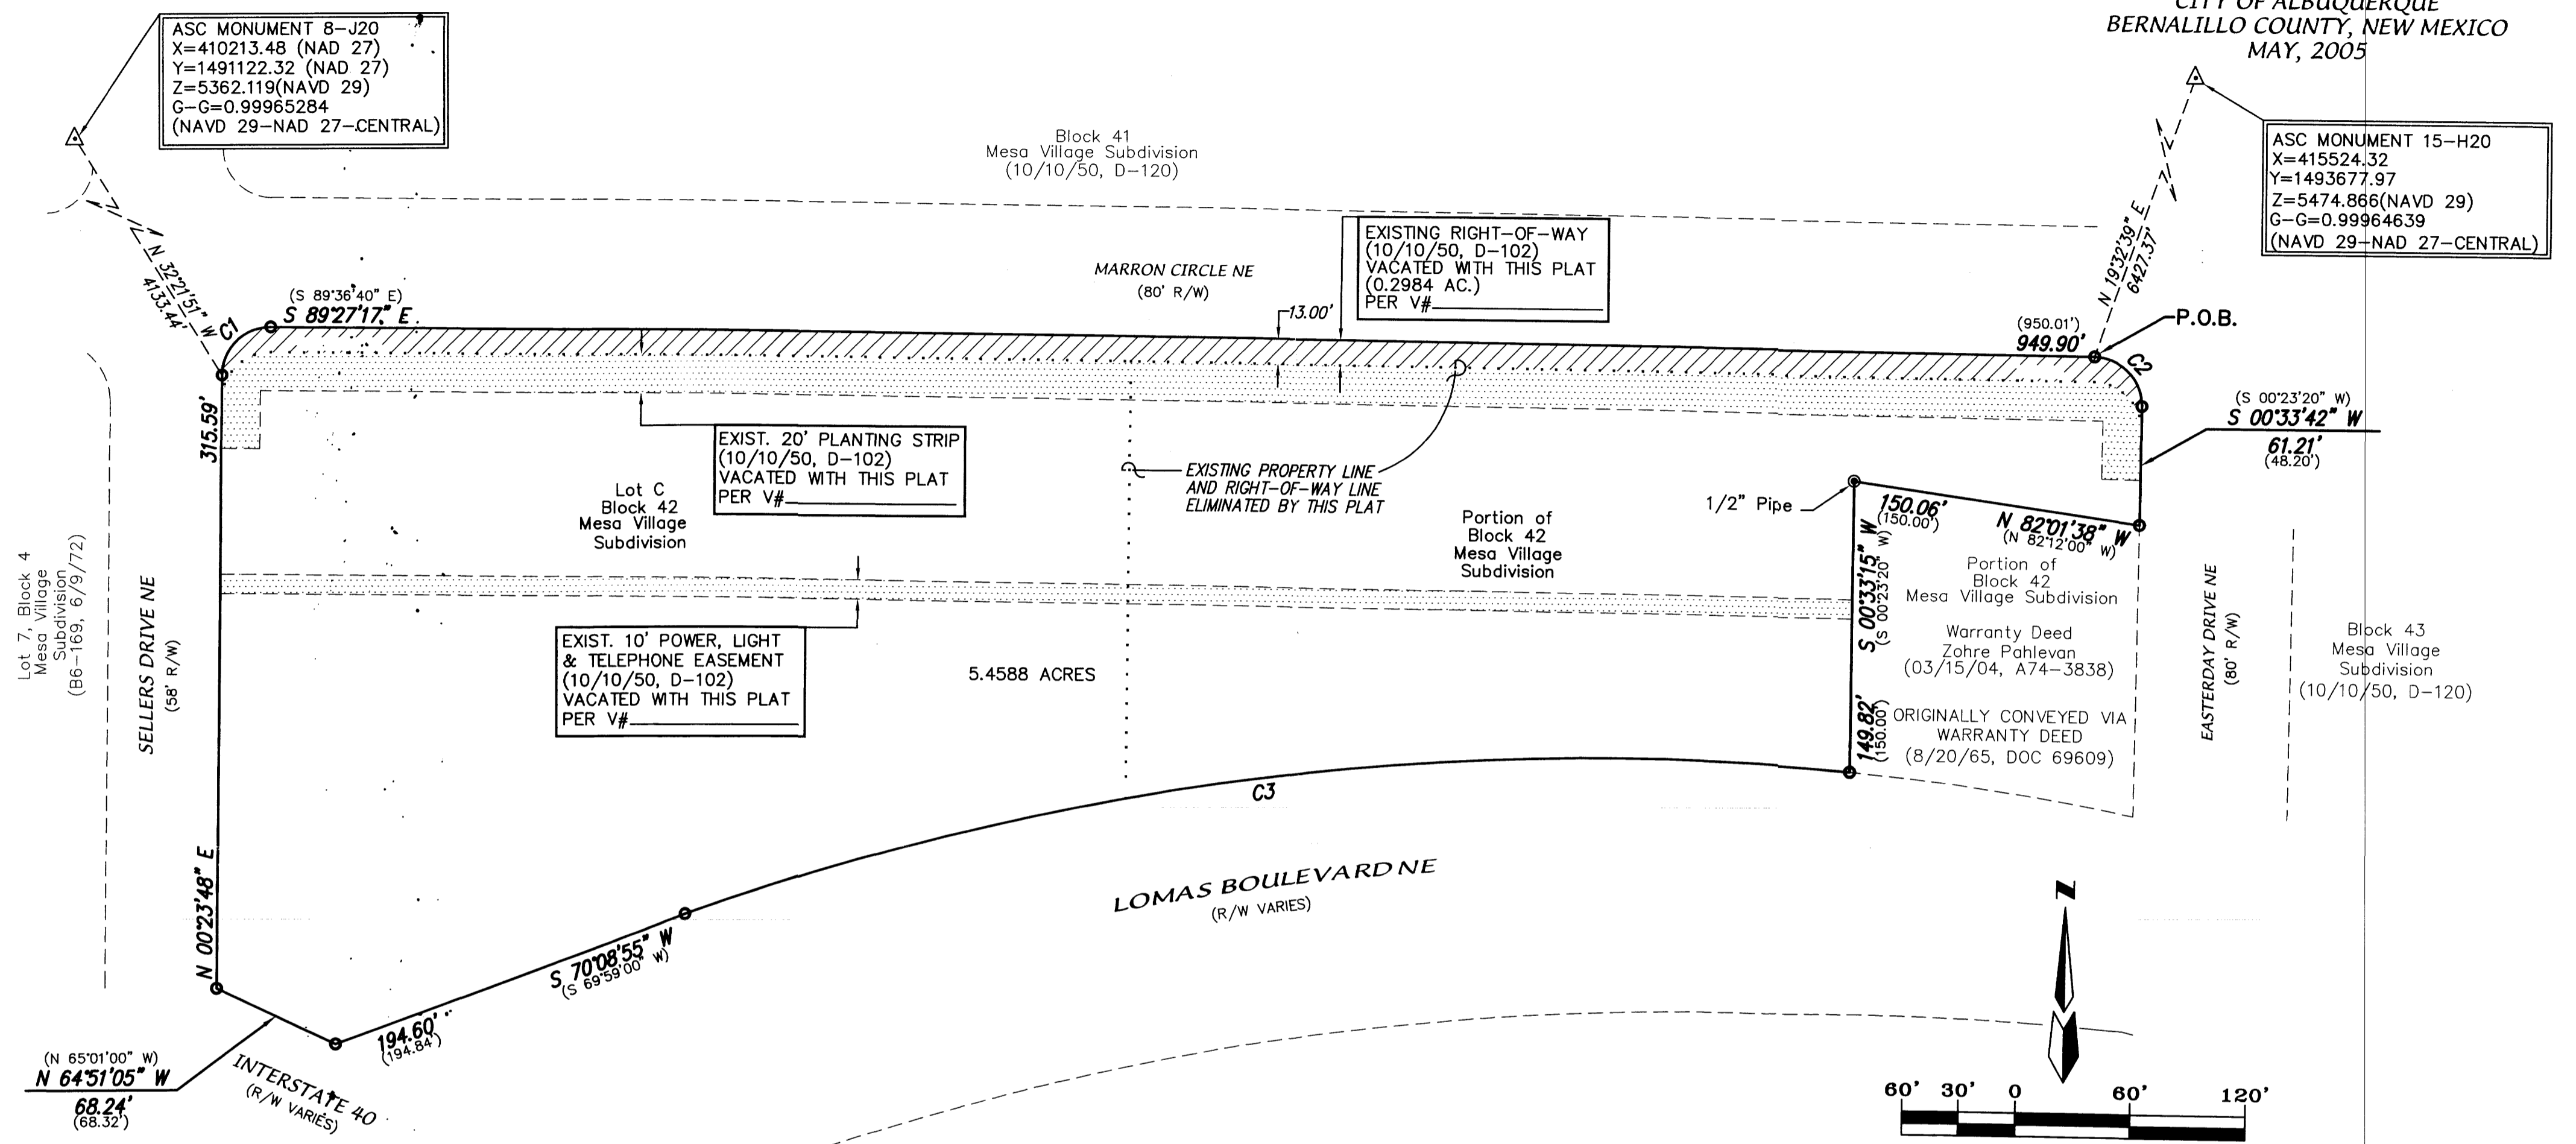 CITY OF ALBUQUERQUE
BERNALILLO COUNTY, NEW MEXICO
MAY, 2005
ASC MONUMENT 8-J20
X=410213.48 (NAD 27)
Y=1491122.32 (NAD 27)
Z=5362.119(NAVD 29)
G-G=0.99965284
(NAVD 29-NAD 27-CENTRAL)
Block 41
Mesa Village Subdivision
(10/10/50, D-120)
ASC MONUMENT 15-H20
X=415524.32
Y=1493677.97
Z=5474.866(NAVD 29)
G-G=0.99964639
(NAVD 29-NAD 27-CENTRAL)
N 32°21'51" W
4133.44'
N 19°32'39" E
6427.37'
MARRON CIRCLE NE
(80' R/W)
EXISTING RIGHT-OF-WAY
(10/10/50, D-102)
VACATED WITH THIS PLAT
(0.2984 AC.)
PER V#
C1
(S 89°36'40" E)
S 89°27'17" E
13.00'
(950.01')
949.90'
P.O.B.
C2
(S 00°23'20" W)
S 00°33'42" W
61.21'
(48.20')
315.59'
EXIST. 20' PLANTING STRIP
(10/10/50, D-102)
VACATED WITH THIS PLAT
PER V#
EXISTING PROPERTY LINE
AND RIGHT-OF-WAY LINE
ELIMINATED BY THIS PLAT
Lot C
Block 42
Mesa Village
Subdivision
Portion of
Block 42
Mesa Village
Subdivision
1/2" Pipe
150.06'
(150.00')
N 82°01'38" W
(N 82°12'00" W)
S 00°33'15" W
(S 00°23'20" W)
149.82'
(150.00')
Portion of
Block 42
Mesa Village Subdivision
Warranty Deed
Zohre Pahlevan
(03/15/04, A74-3838)
ORIGINALLY CONVEYED VIA
WARRANTY DEED
(8/20/65, DOC 69609)
EASTERDAY DRIVE NE
(80' R/W)
Block 43
Mesa Village
Subdivision
(10/10/50, D-120)
Lot 7, Block 4
Mesa Village
Subdivision
(B6-169, 6/9/72)
SELLERS DRIVE NE
(58' R/W)
EXIST. 10' POWER, LIGHT
& TELEPHONE EASEMENT
(10/10/50, D-102)
VACATED WITH THIS PLAT
PER V#
5.4588 ACRES
C3
N 00°23'48" E
LOMAS BOULEVARD NE
(R/W VARIES)
S 70°08'55" W
(S 69°59'00" W)
194.60'
(194.84')
(N 65°01'00" W)
N 64°51'05" W
68.24'
(68.32')
INTERSTATE 40
(R/W VARIES)
N
60' 30' 0 60' 120'